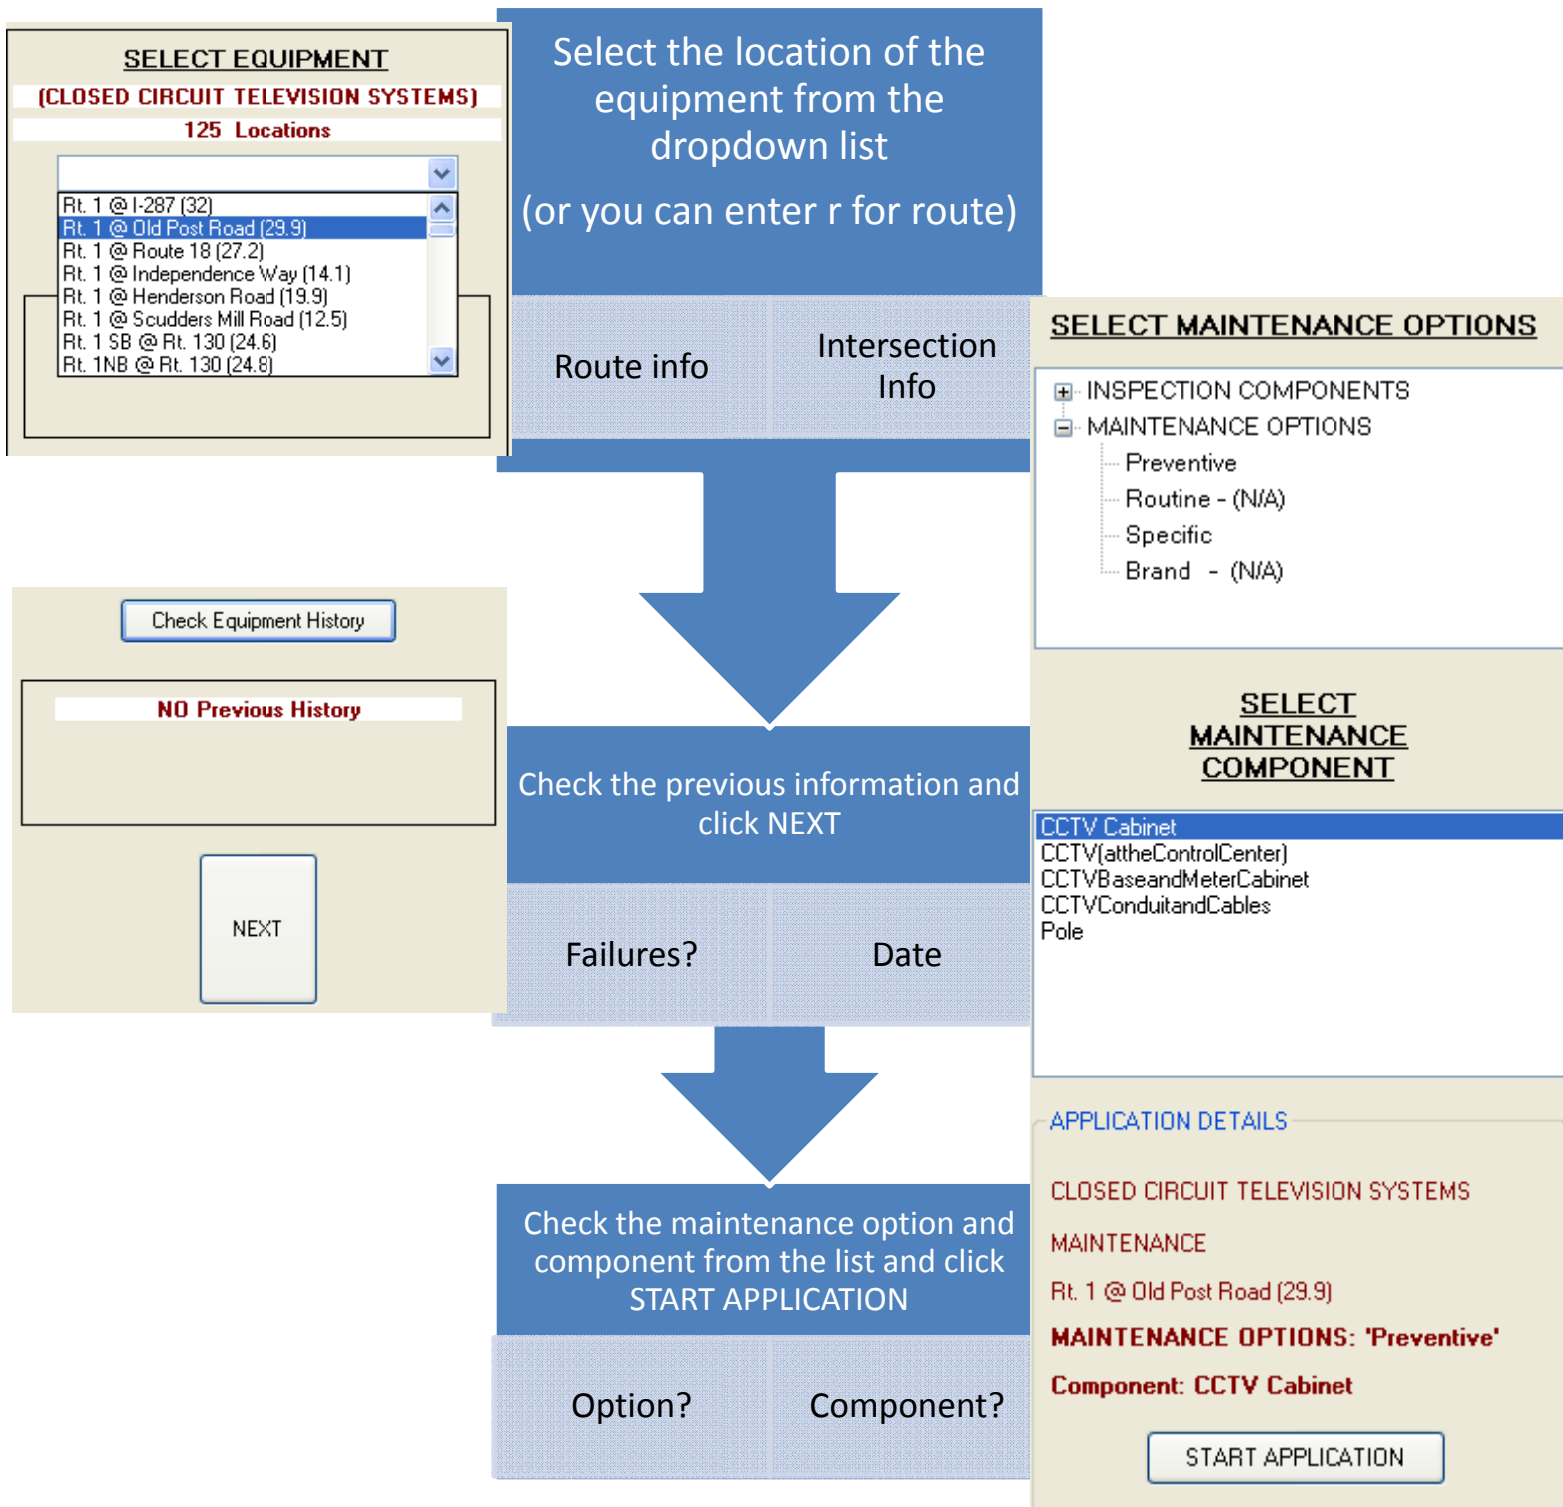 SELECT EQUIPMENT
(CLOSED CIRCUIT TELEVISION SYSTEMS)
125 Locations
Rt. 1 @ I-287 (32)
Rt. 1 @ Old Post Road (29.9)
Rt. 1 @ Route 18 (27.2)
Rt. 1 @ Independence Way (14.1)
Rt. 1 @ Henderson Road (19.9)
Rt. 1 @ Scudders Mill Road (12.5)
Rt. 1 SB @ Rt. 130 (24.6)
Rt. 1NB @ Rt. 130 (24.8)
Select the location of the
equipment from the
dropdown list
(or you can enter r for route)
Route info
Intersection
Info
Check Equipment History
NO Previous History
NEXT
Check the previous information and
click NEXT
Failures?
Date
Check the maintenance option and
component from the list and click
START APPLICATION
Option?
Component?
SELECT MAINTENANCE OPTIONS
INSPECTION COMPONENTS
MAINTENANCE OPTIONS
Preventive
Routine - (N/A)
Specific
Brand - (N/A)
SELECT
MAINTENANCE
COMPONENT
CCTV Cabinet
CCTV(attheControlCenter)
CCTVBaseandMeterCabinet
CCTVConduitandCables
Pole
APPLICATION DETAILS
CLOSED CIRCUIT TELEVISION SYSTEMS
MAINTENANCE
Rt. 1 @ Old Post Road (29.9)
MAINTENANCE OPTIONS: 'Preventive'
Component: CCTV Cabinet
START APPLICATION